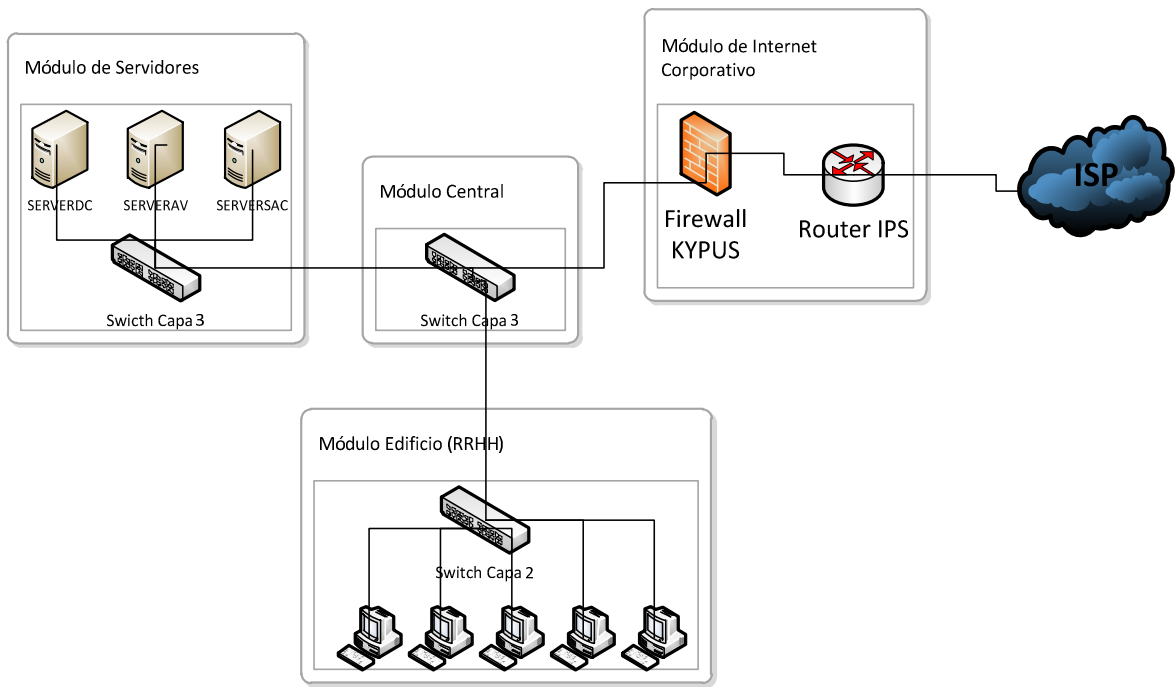 Módulo de Servidores
SERVERDC
SERVERAV
SERVERSAC
Swicth Capa 3
Módulo Central
Switch Capa 3
Módulo de Internet
Corporativo
Firewall
KYPUS
Router IPS
ISP
Módulo Edificio (RRHH)
Switch Capa 2